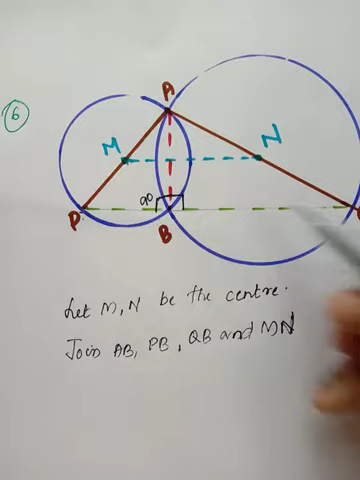 6
A
M
N
P
90
B
Let M, N be the centre.
Join AB, PB, QB and MN